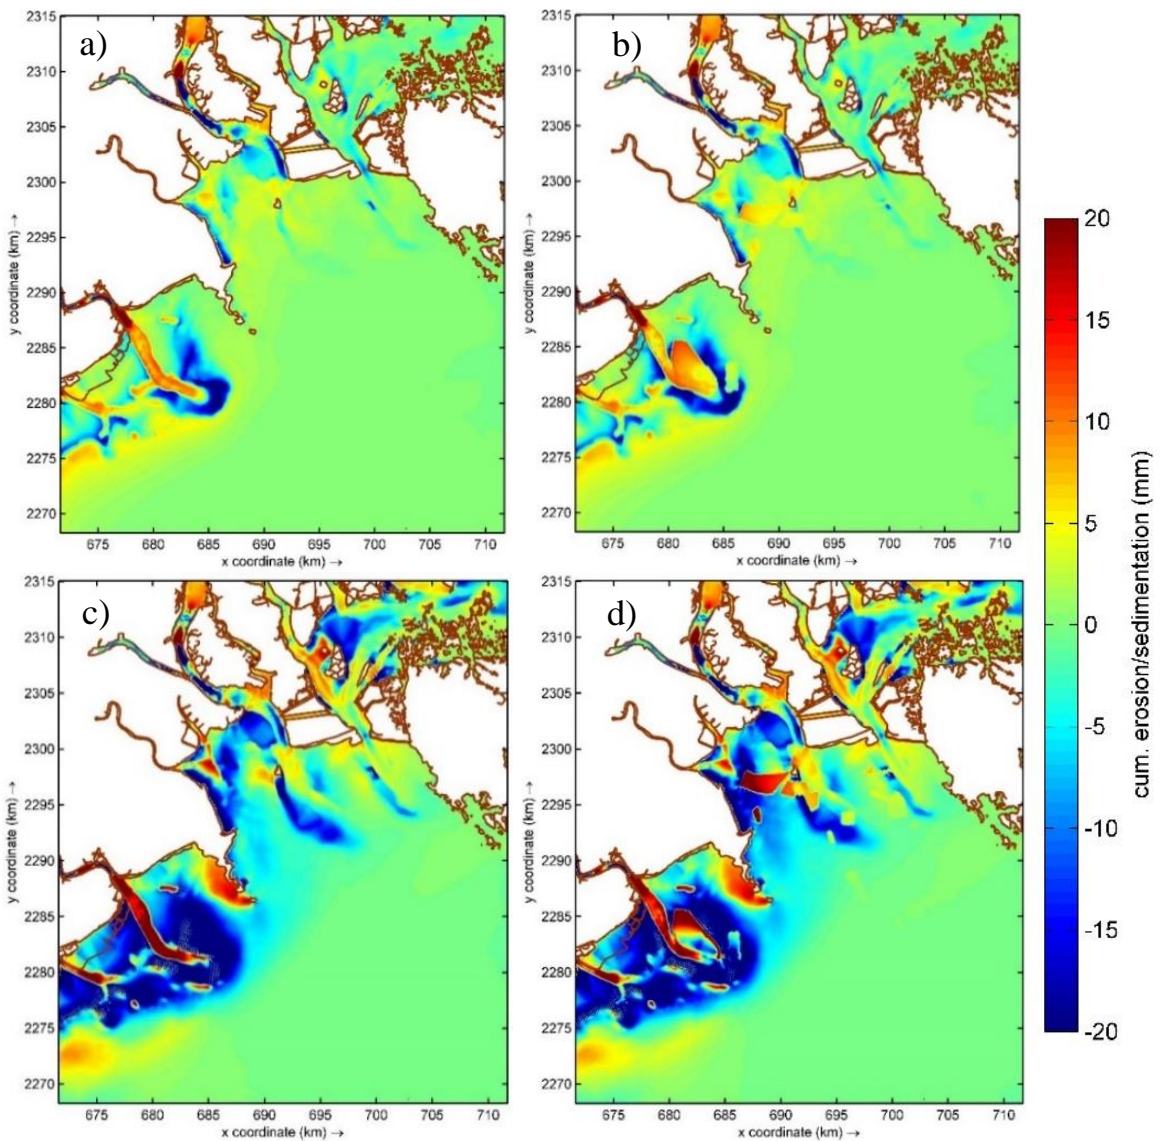 a)
b)
2315
2310
2305
2300
2295
2290
2285
2280
2275
2270
y coordinate (km) →
675 680 685 690 695 700 705 710
x coordinate (km) →
2315
2310
2305
2300
2295
2290
2285
2280
2275
2270
y coordinate (km) →
675 680 685 690 695 700 705 710
x coordinate (km) →
c)
d)
2315
2310
2305
2300
2295
2290
2285
2280
2275
2270
y coordinate (km) →
675 680 685 690 695 700 705 710
x coordinate (km) →
2315
2310
2305
2300
2295
2290
2285
2280
2275
2270
y coordinate (km) →
675 680 685 690 695 700 705 710
x coordinate (km) →
20
15
10
5
0
-5
-10
-15
-20
cum. erosion/sedimentation (mm)